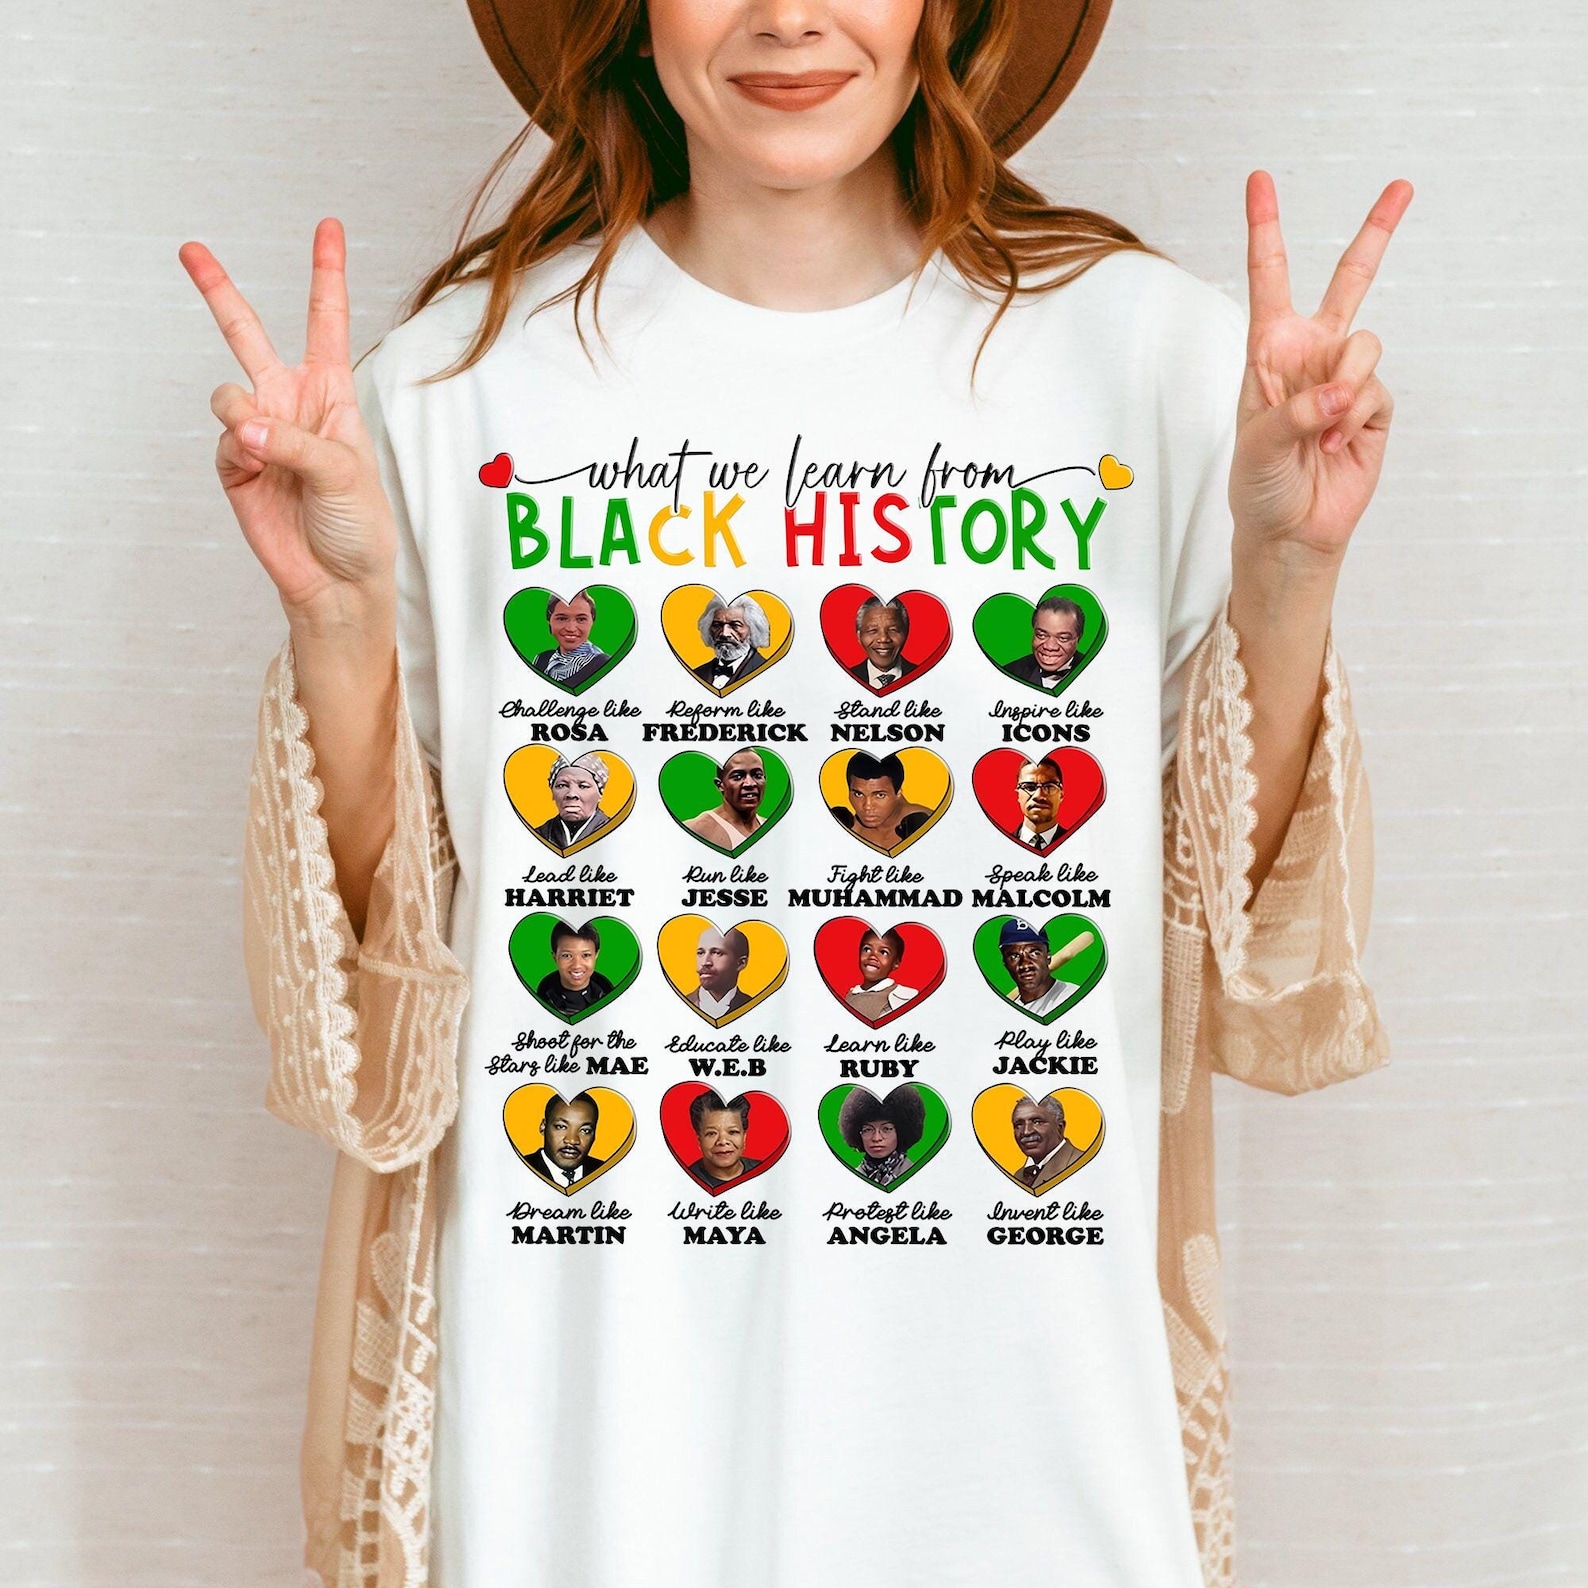 what we learn from
BLACK HISTORY
Challenge like
ROSA
Reform like
FREDERICK
Stand like
NELSON
Inspire like
ICONS
Lead like
HARRIET
Run like
JESSE
Fight like
MUHAMMAD
Speak like
MALCOLM
Shoot for the
Stars like MAE
Educate like
W.E.B
Learn like
RUBY
B
Play like
JACKIE
Dream like
MARTIN
Write like
MAYA
Protest like
ANGELA
Invent like
GEORGE